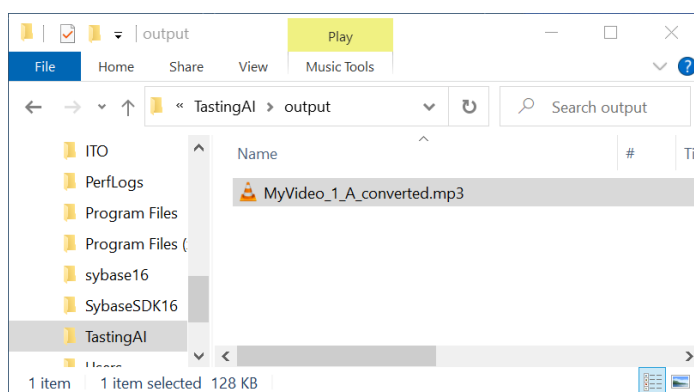 output
Play
File
Home
Share
View
Music Tools
?
« TastingAI > output
Search output
ITO
PerfLogs
Program Files
Program Files (
sybase16
SybaseSDK16
TastingAI
Name
#
MyVideo_1_A_converted.mp3
1 item
1 item selected 128 KB